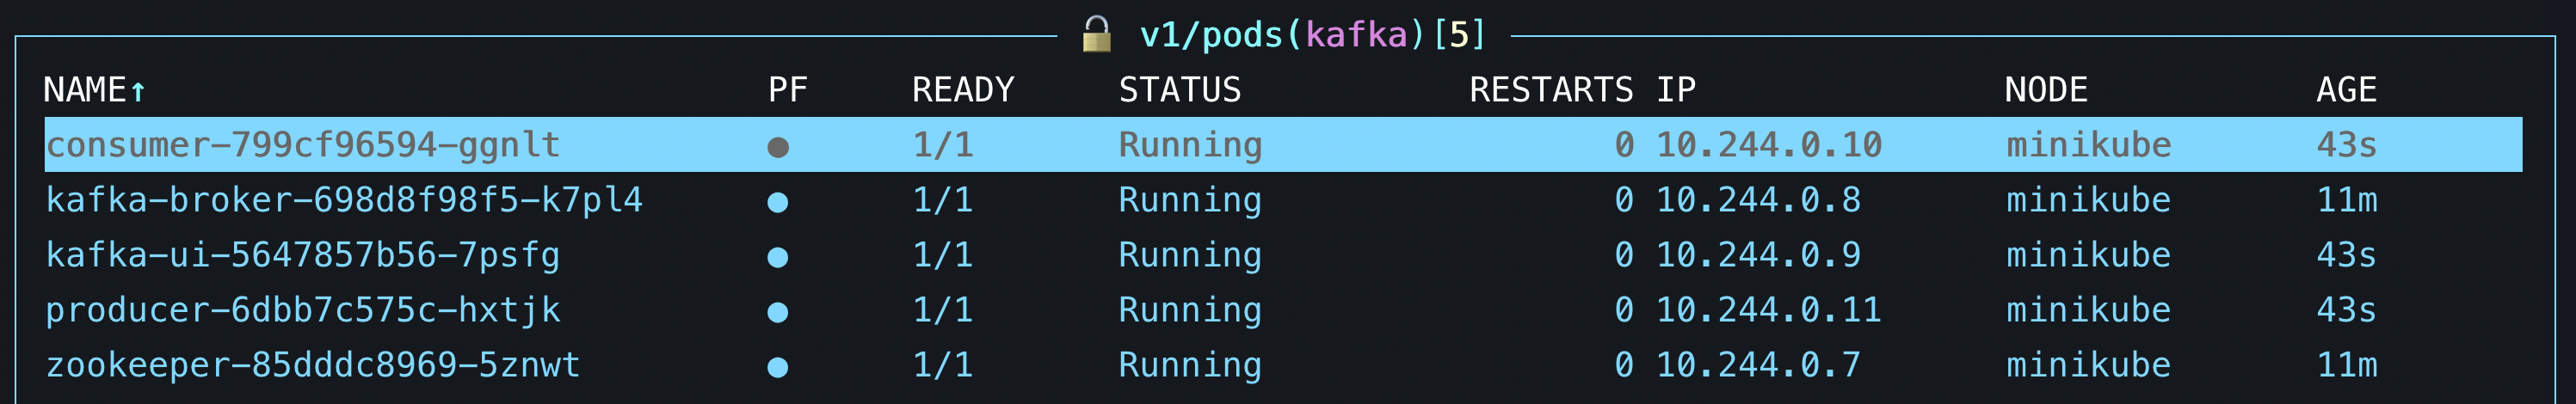 v1/pods(kafka)[5]
NAME↑ PF READY STATUS RESTARTS IP NODE AGE
consumer-799cf96594-ggnlt ● 1/1 Running 0 10.244.0.10 minikube 43s
kafka-broker-698d8f98f5-k7pl4 ● 1/1 Running 0 10.244.0.8 minikube 11m
kafka-ui-5647857b56-7psfg ● 1/1 Running 0 10.244.0.9 minikube 43s
producer-6dbb7c575c-hxtjk ● 1/1 Running 0 10.244.0.11 minikube 43s
zookeeper-85dddc8969-5znwt ● 1/1 Running 0 10.244.0.7 minikube 11m